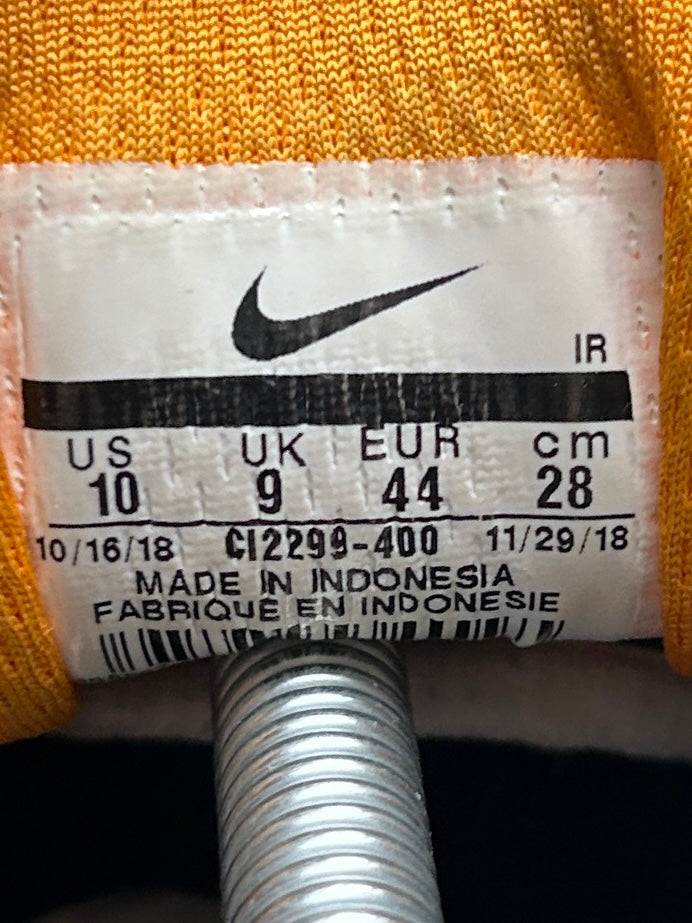 IR
US UK EUR cm
10 9 44 28
10/16/18 CI2299-400 11/29/18
MADE IN INDONESIA
FABRIQUE EN INDONESIE